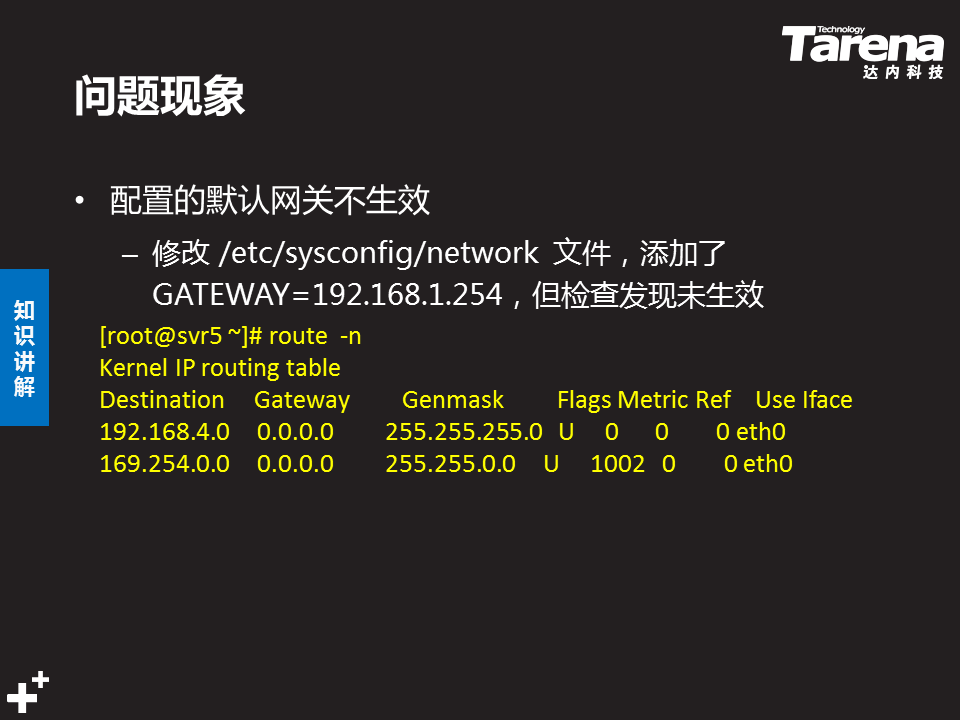 Technology
Tarena
达内科技
问题现象
• 配置的默认网关不生效
– 修改 /etc/sysconfig/network 文件，添加了
GATEWAY=192.168.1.254，但检查发现未生效
知识讲解
[root@svr5 ~]# route -n
Kernel IP routing table
Destination Gateway Genmask Flags Metric Ref Use Iface
192.168.4.0 0.0.0.0 255.255.255.0 U 0 0 0 eth0
169.254.0.0 0.0.0.0 255.255.0.0 U 1002 0 0 eth0